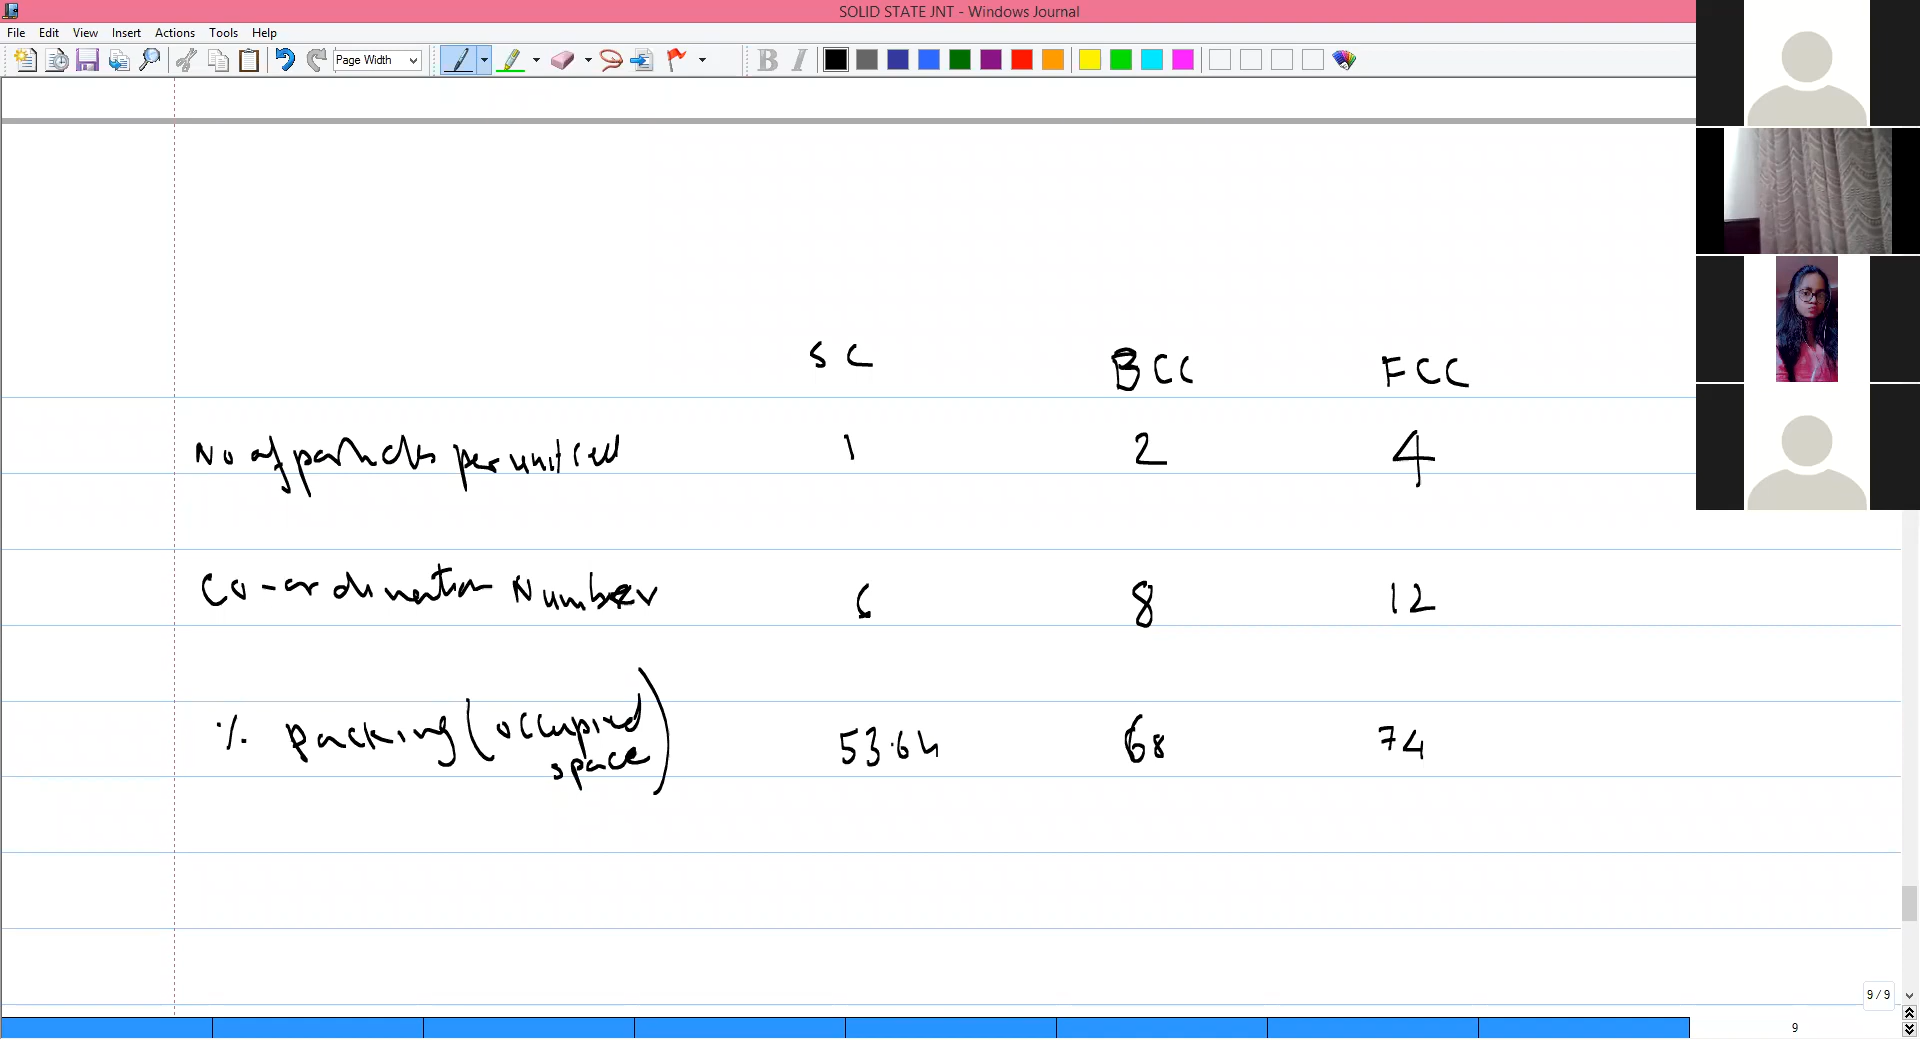 SOLID STATE JNT - Windows Journal
File Edit View Insert Actions Tools Help
Page Width
B I
SC BCC FCC
No of particles per unit cell 1 2 4
Co-ordination Number 6 8 12
% packing (occupied space) 53.64 68 74
9 / 9
9